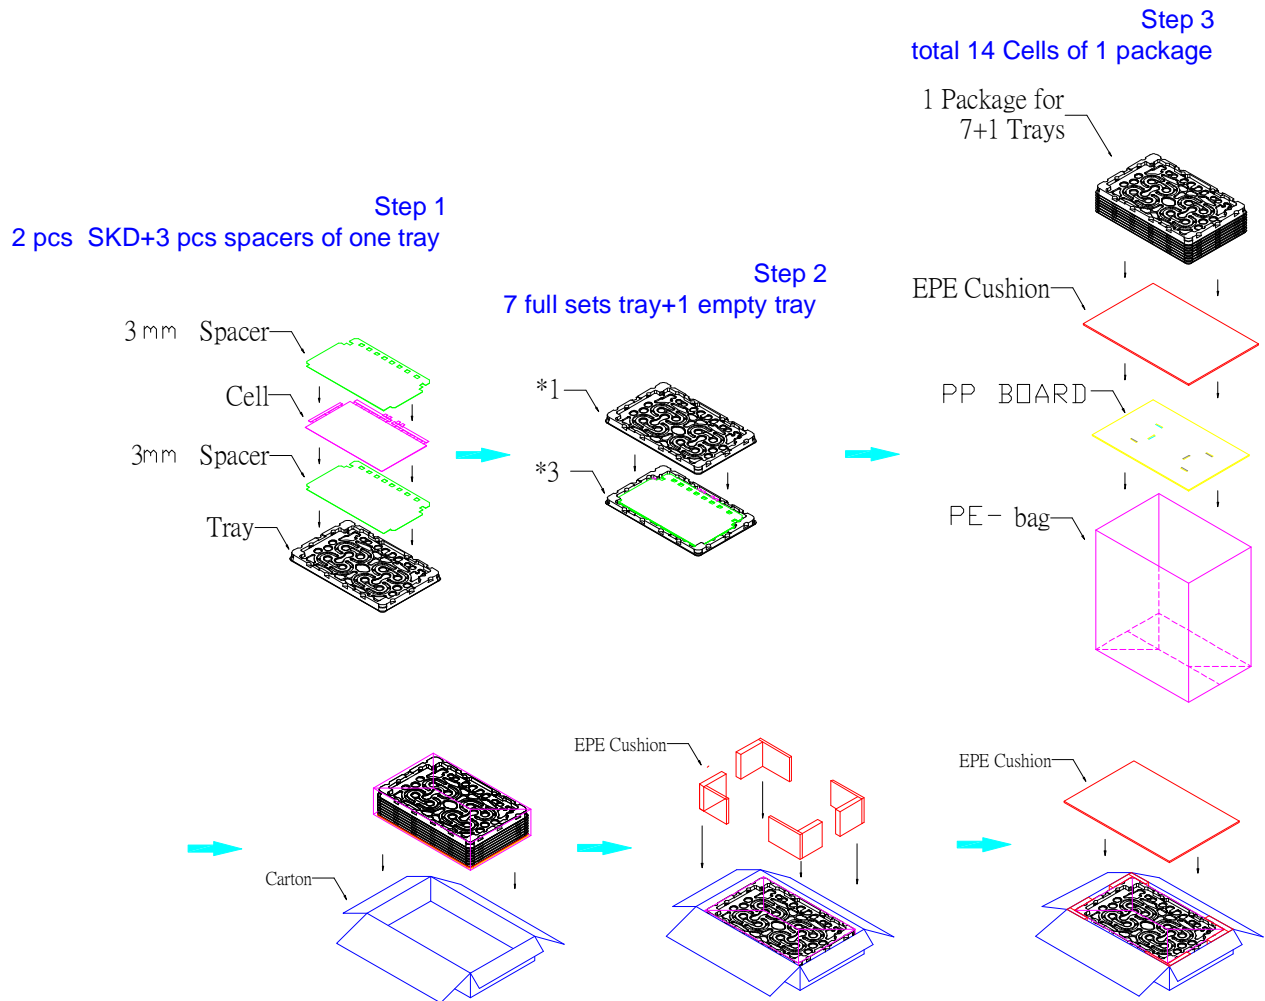 Step 3
total 14 Cells of 1 package
1 Package for
7+1 Trays
Step 1
2 pcs  SKD+3 pcs spacers of one tray
Step 2
7 full sets tray+1 empty tray
3mm Spacer
Cell
3mm Spacer
Tray
*1
*3
EPE Cushion
PP BOARD
PE- bag
Carton
EPE Cushion
EPE Cushion